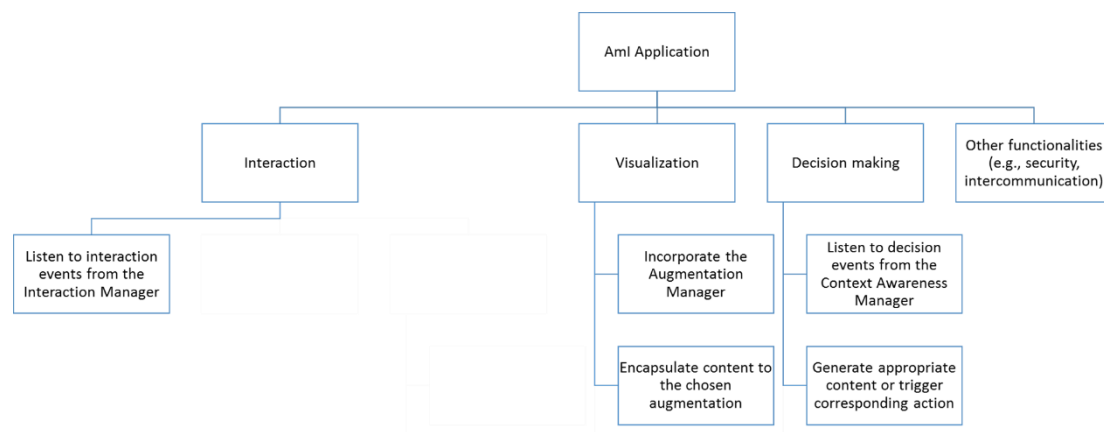 AmI Application
Interaction
Visualization
Decision making
Other functionalities
(e.g., security,
intercommunication)
Listen to interaction
events from the
Interaction Manager
Incorporate the
Augmentation
Manager
Listen to decision
events from the
Context Awareness
Manager
Encapsulate content to
the chosen
augmentation
Generate appropriate
content or trigger
corresponding action